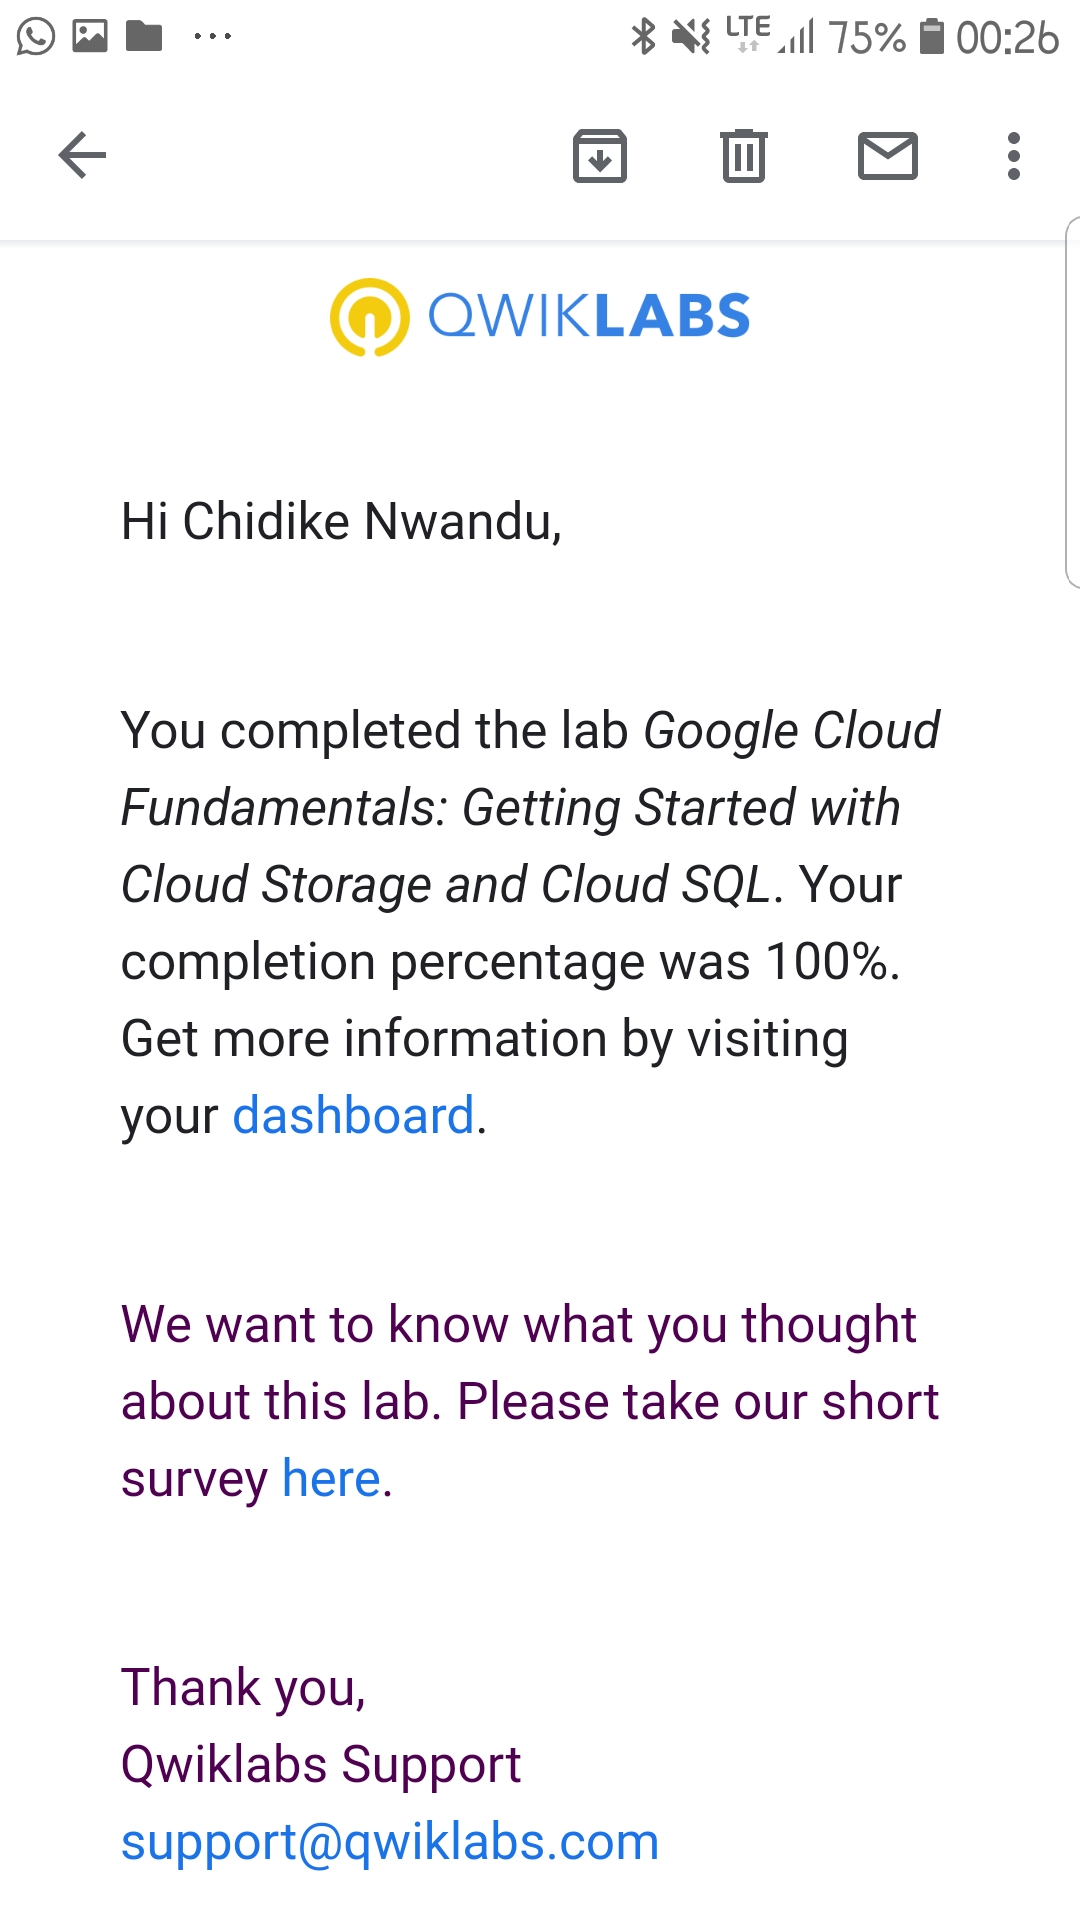 LTE 75% 00:26
QWIKLABS
Hi Chidike Nwandu,
You completed the lab Google Cloud
Fundamentals: Getting Started with
Cloud Storage and Cloud SQL. Your
completion percentage was 100%.
Get more information by visiting
your dashboard.
We want to know what you thought
about this lab. Please take our short
survey here.
Thank you,
Qwiklabs Support
support@qwiklabs.com